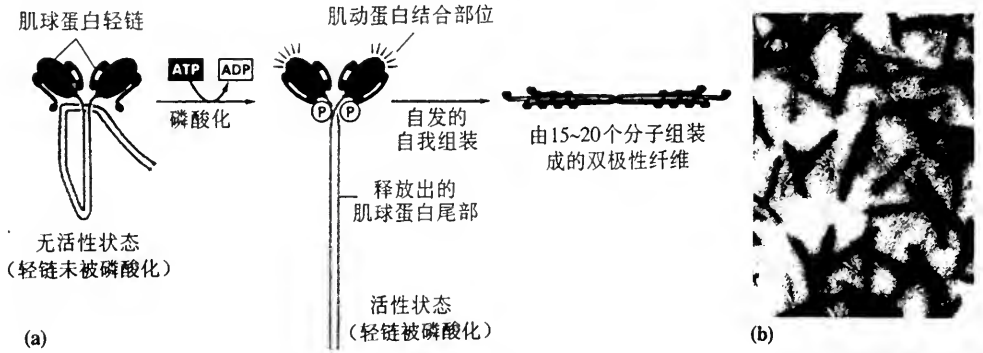 肌球蛋白轻链
ATP
ADP
磷酸化
无活性状态
(轻链未被磷酸化)
(a)
肌动蛋白结合部位
P
P
释放出的
肌球蛋白尾部
活性状态
(轻链被磷酸化)
自发的
自我组装
由15~20个分子组装
成的双极性纤维
(b)